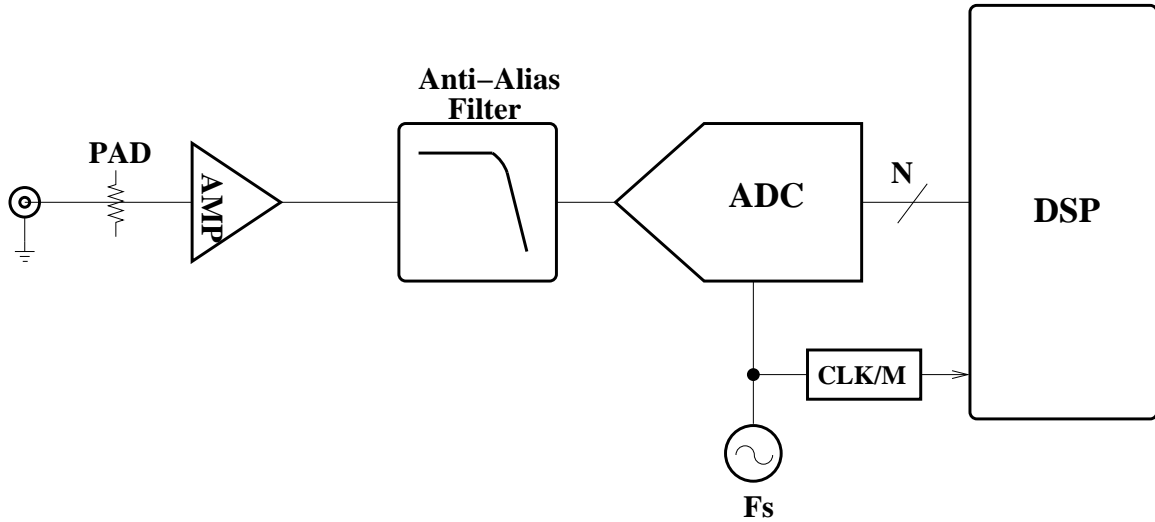 Anti−Alias
Filter
PAD
AMP
ADC
N
DSP
CLK/M
Fs